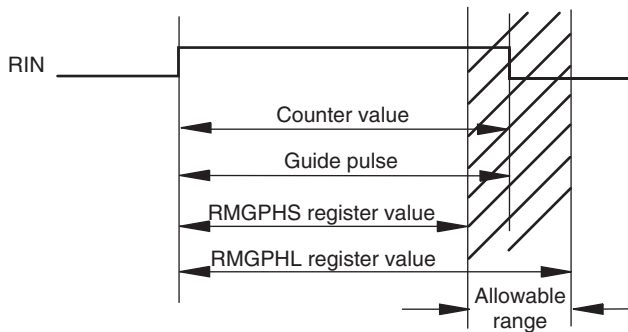 RIN
Counter value
Guide pulse
RMGPHS register value
RMGPHL register value
Allowable
range